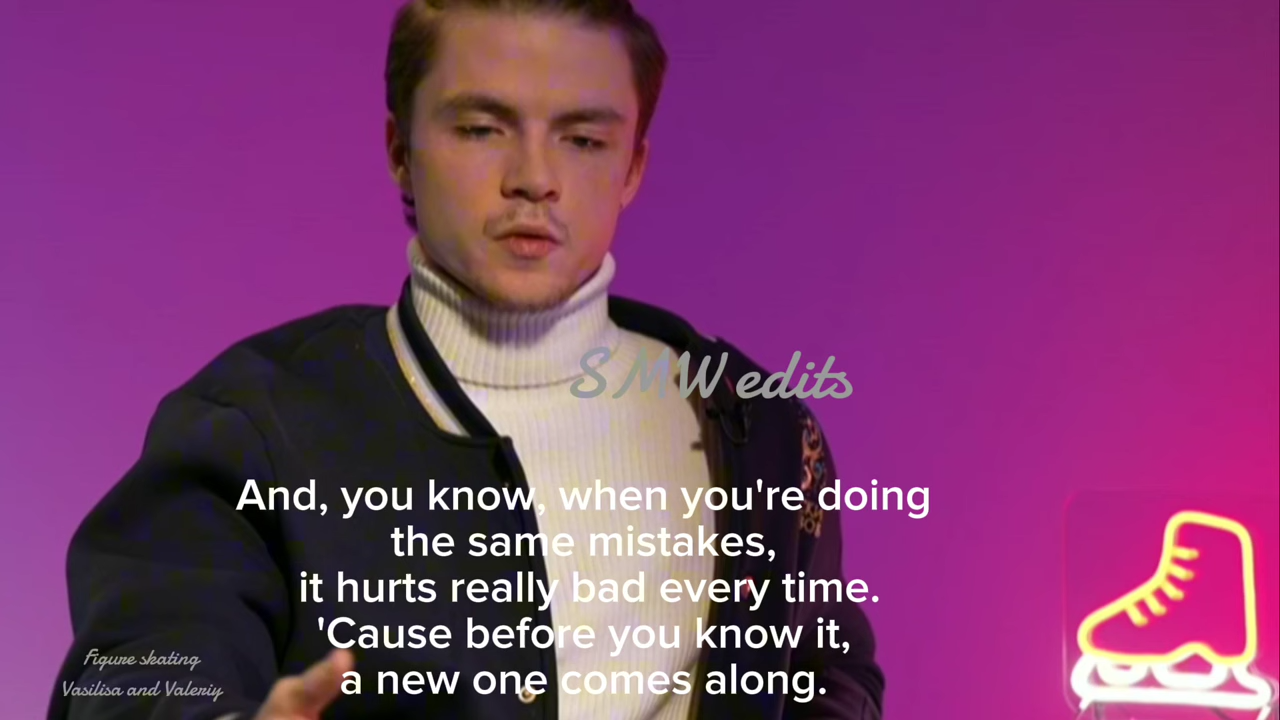 SMW edits
And, you know, when you're doing
the same mistakes,
it hurts really bad every time.
'Cause before you know it,
a new one comes along.
Figure skating
Vasilisa and Valeriy